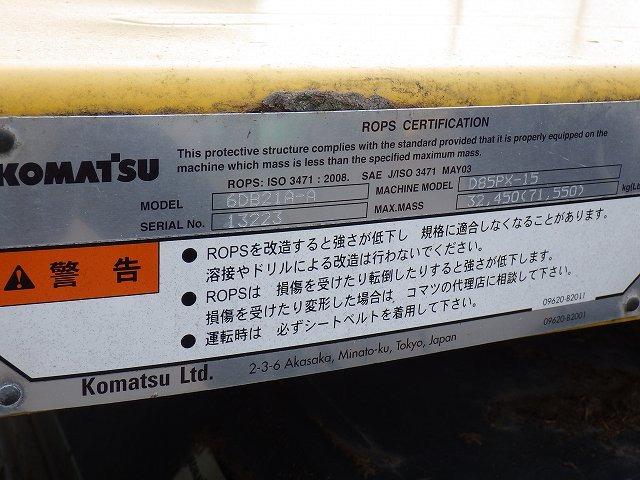 ROPS CERTIFICATION
KOMATSU
This protective structure complies with the standard provided that it is properly equipped on the
machine which mass is less than the specified maximum mass.
ROPS: ISO 3471 : 2008. SAE J/ISO 3471 MAY03
MODEL 6DB21A-A MACHINE MODEL D85PX-15
SERIAL No. 13223 MAX.MASS 32,450(71,550) kg(Lb
警告
● ROPSを改造すると強さが低下し 規格に適合しなくなることがあります。
溶接やドリルによる改造は行わないでください。
● ROPSは 損傷を受けたり転倒したりすると強さが低下します。
損傷を受けたり変形した場合は コマツの代理店に相談して下さい。
● 運転時は 必ずシートベルトを着用して下さい。
09620-B2011
09620-B2001
Komatsu Ltd. 2-3-6 Akasaka, Minato-ku, Tokyo, Japan